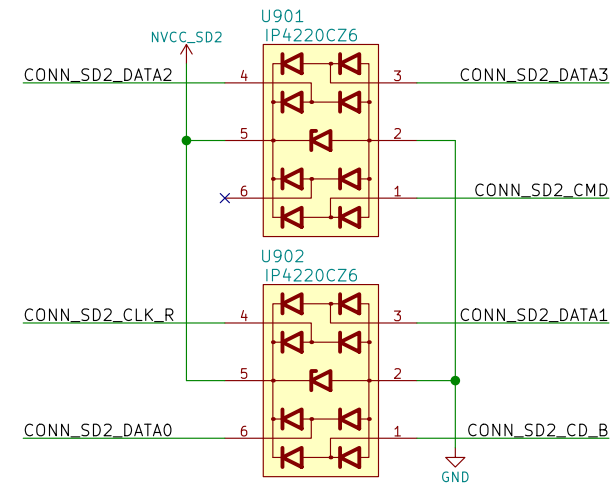 U901
NVCC_SD2 IP4220CZ6
CONN_SD2_DATA2 4 3 CONN_SD2_DATA3
5 2
6 1 CONN_SD2_CMD
U902
IP4220CZ6
CONN_SD2_CLK_R 4 3 CONN_SD2_DATA1
5 2
CONN_SD2_DATA0 6 1 CONN_SD2_CD_B
GND